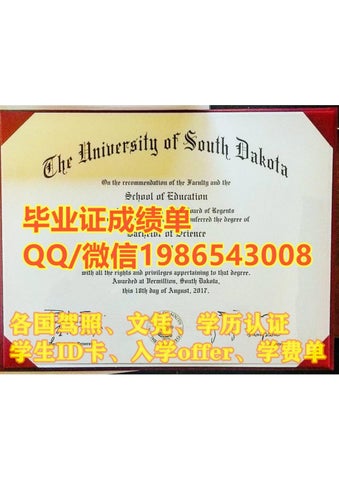 The University of South Dakota
On the recommendation of the Faculty and the
School of Education
毕业证成绩单
oard of Regents
nferred the degree of
Bachelor of Science
QQ/微信1986543008
with all the rights and privileges appertaining to that degree.
Awarded at Vermillion, South Dakota,
this 18th day of August, 2017.
各国驾照、文凭、学历认证
学生ID卡、入学offer、学费单